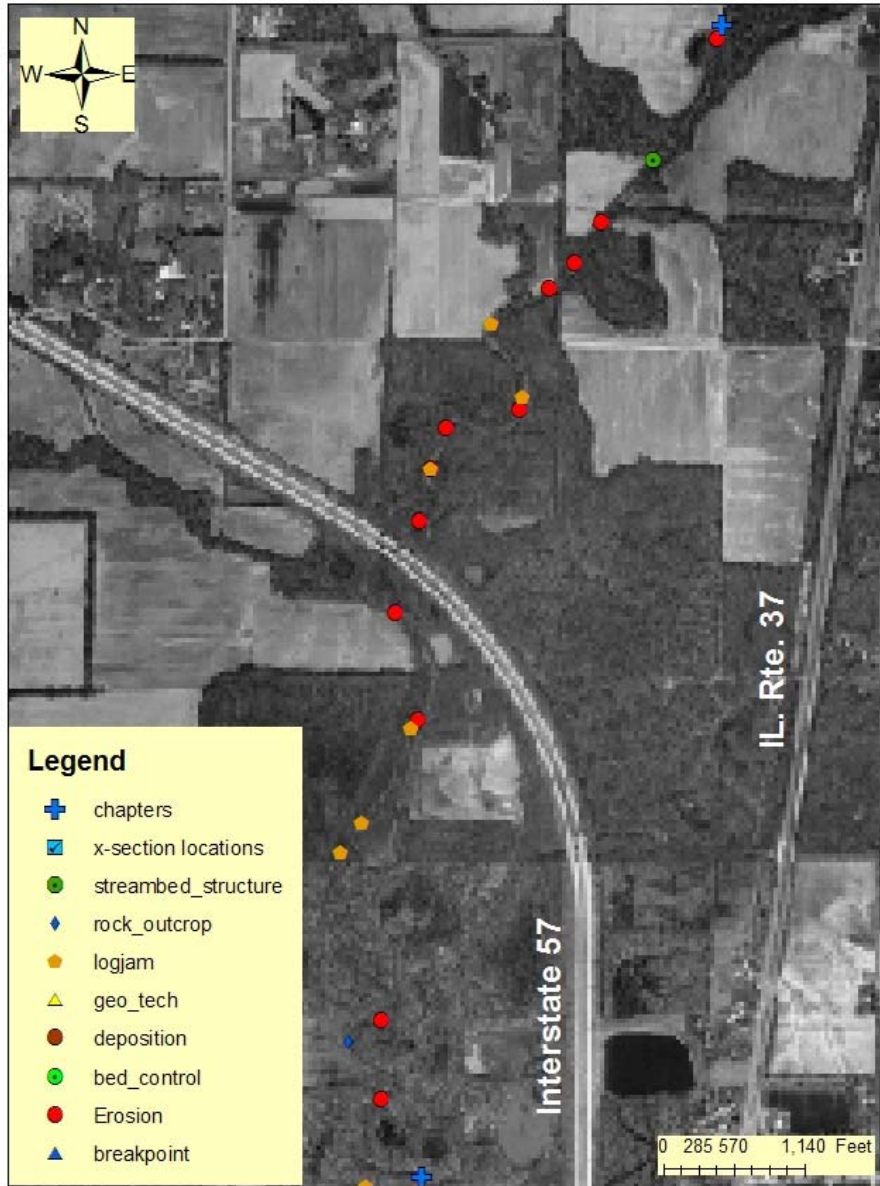 N
W E
S
IL. Rte. 37
Interstate 57
Legend
chapters
x-section locations
streambed_structure
rock_outcrop
logjam
geo_tech
deposition
bed_control
Erosion
breakpoint
0 285 570 1,140 Feet